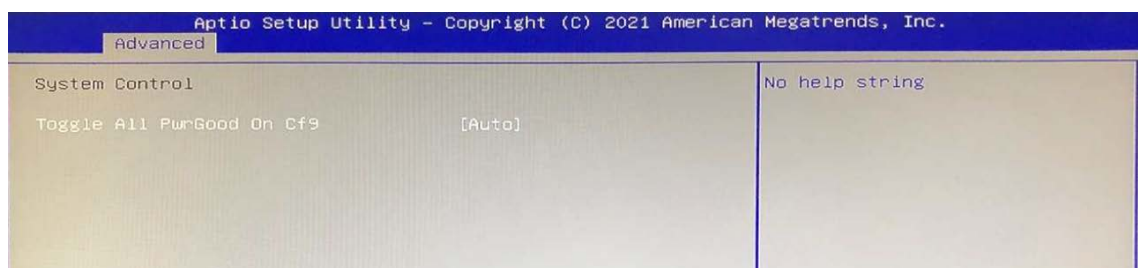 Aptio Setup Utility – Copyright (C) 2021 American Megatrends, Inc.
Advanced
System Control
No help string
Toggle All PwrGood On Cf9 [Auto]